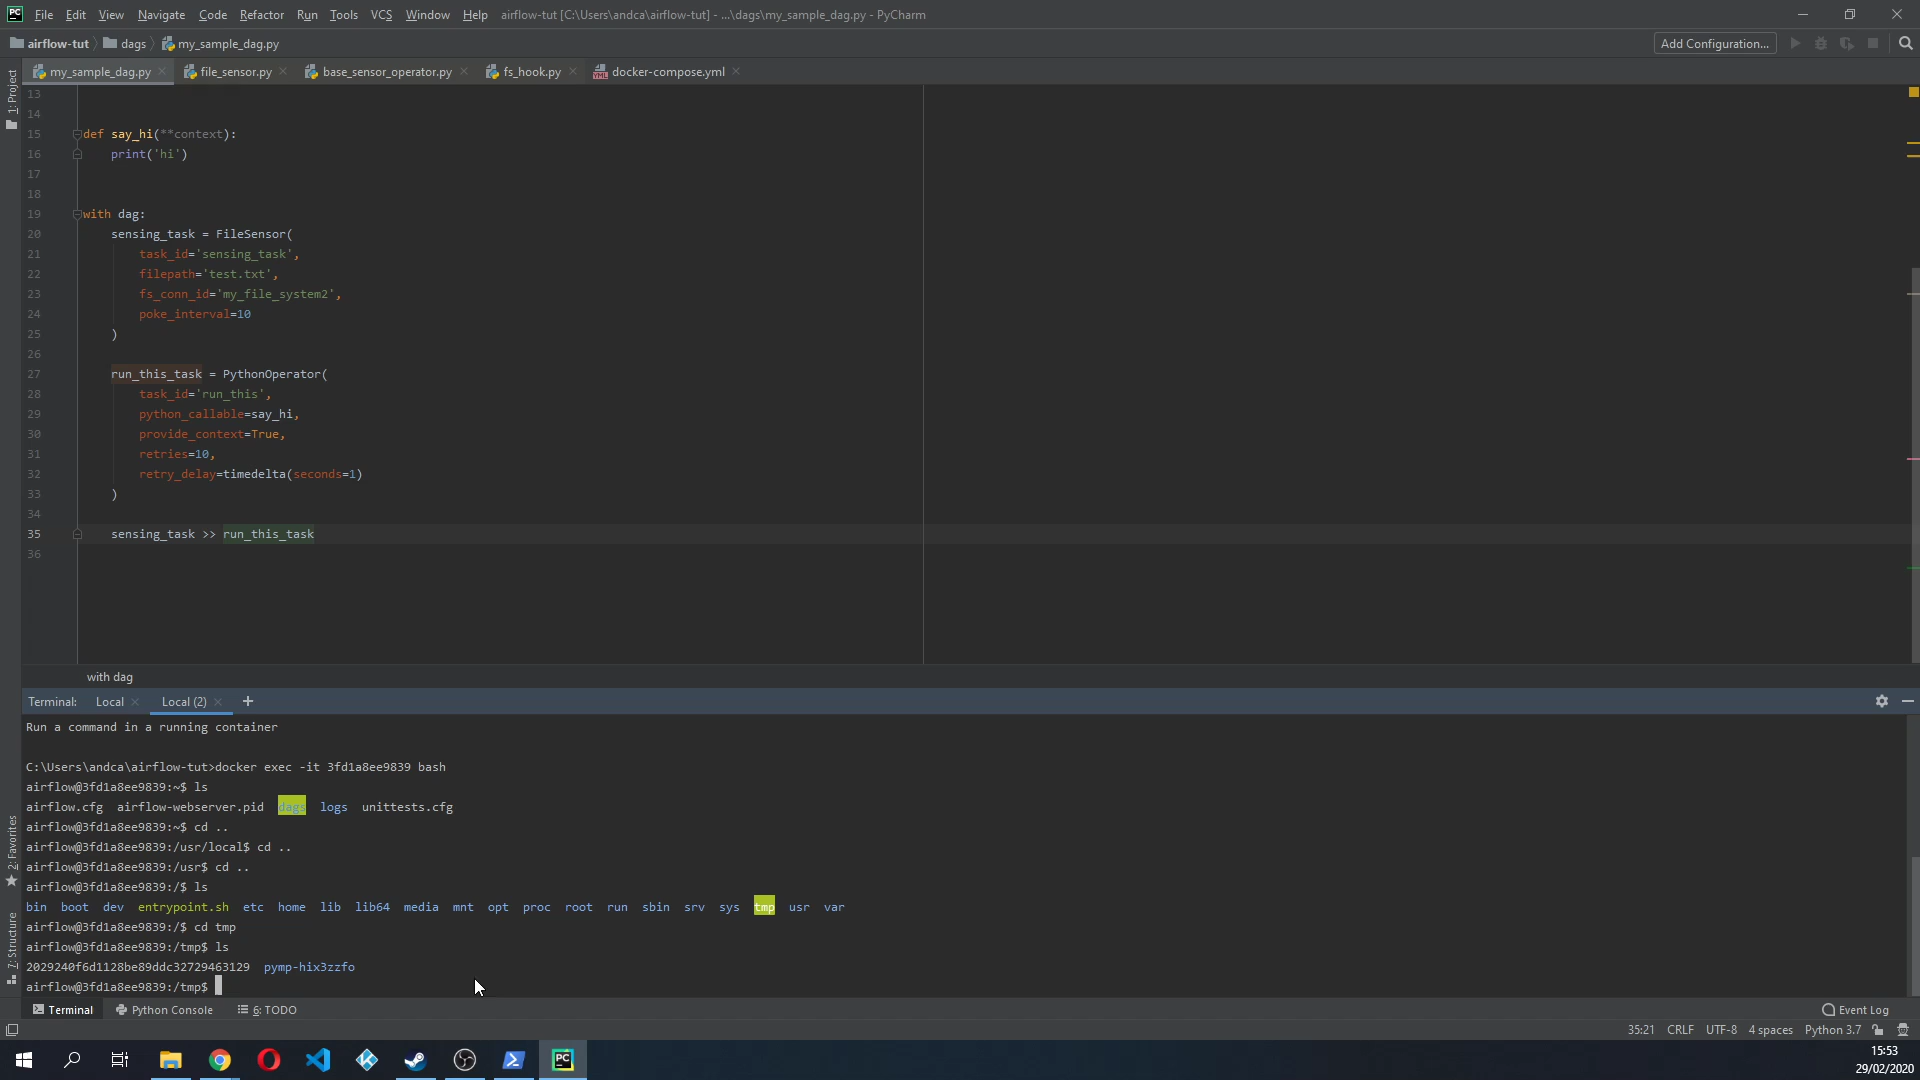 PC File Edit View Navigate Code Refactor Run Tools VCS Window Help airflow-tut [C:\Users\andca\airflow-tut] - ...\dags\my_sample_dag.py - PyCharm
airflow-tut dags my_sample_dag.py Add Configuration...
my_sample_dag.py file_sensor.py base_sensor_operator.py fs_hook.py docker-compose.yml
1: Project
13
14
15 def say_hi(**context):
16 print('hi')
17
18
19 with dag:
20 sensing_task = FileSensor(
21 task_id='sensing_task',
22 filepath='test.txt',
23 fs_conn_id='my_file_system2',
24 poke_interval=10
25 )
26
27 run_this_task = PythonOperator(
28 task_id='run_this',
29 python_callable=say_hi,
30 provide_context=True,
31 retries=10,
32 retry_delay=timedelta(seconds=1)
33 )
34
35 sensing_task >> run_this_task
36
with dag
Terminal: Local Local (2) +
Run a command in a running container
C:\Users\andca\airflow-tut>docker exec -it 3fd1a8ee9839 bash
airflow@3fd1a8ee9839:~$ ls
airflow.cfg airflow-webserver.pid dags logs unittests.cfg
airflow@3fd1a8ee9839:~$ cd ..
airflow@3fd1a8ee9839:/usr/local$ cd ..
airflow@3fd1a8ee9839:/usr$ cd ..
airflow@3fd1a8ee9839:/$ ls
bin boot dev entrypoint.sh etc home lib lib64 media mnt opt proc root run sbin srv sys tmp usr var
airflow@3fd1a8ee9839:/$ cd tmp
airflow@3fd1a8ee9839:/tmp$ ls
2029240f6d1128be89ddc32729463129 pymp-hix3zzfo
airflow@3fd1a8ee9839:/tmp$
2: Favorites
7: Structure
Terminal Python Console 6: TODO Event Log
35:21 CRLF UTF-8 4 spaces Python 3.7
PC
15:53
29/02/2020